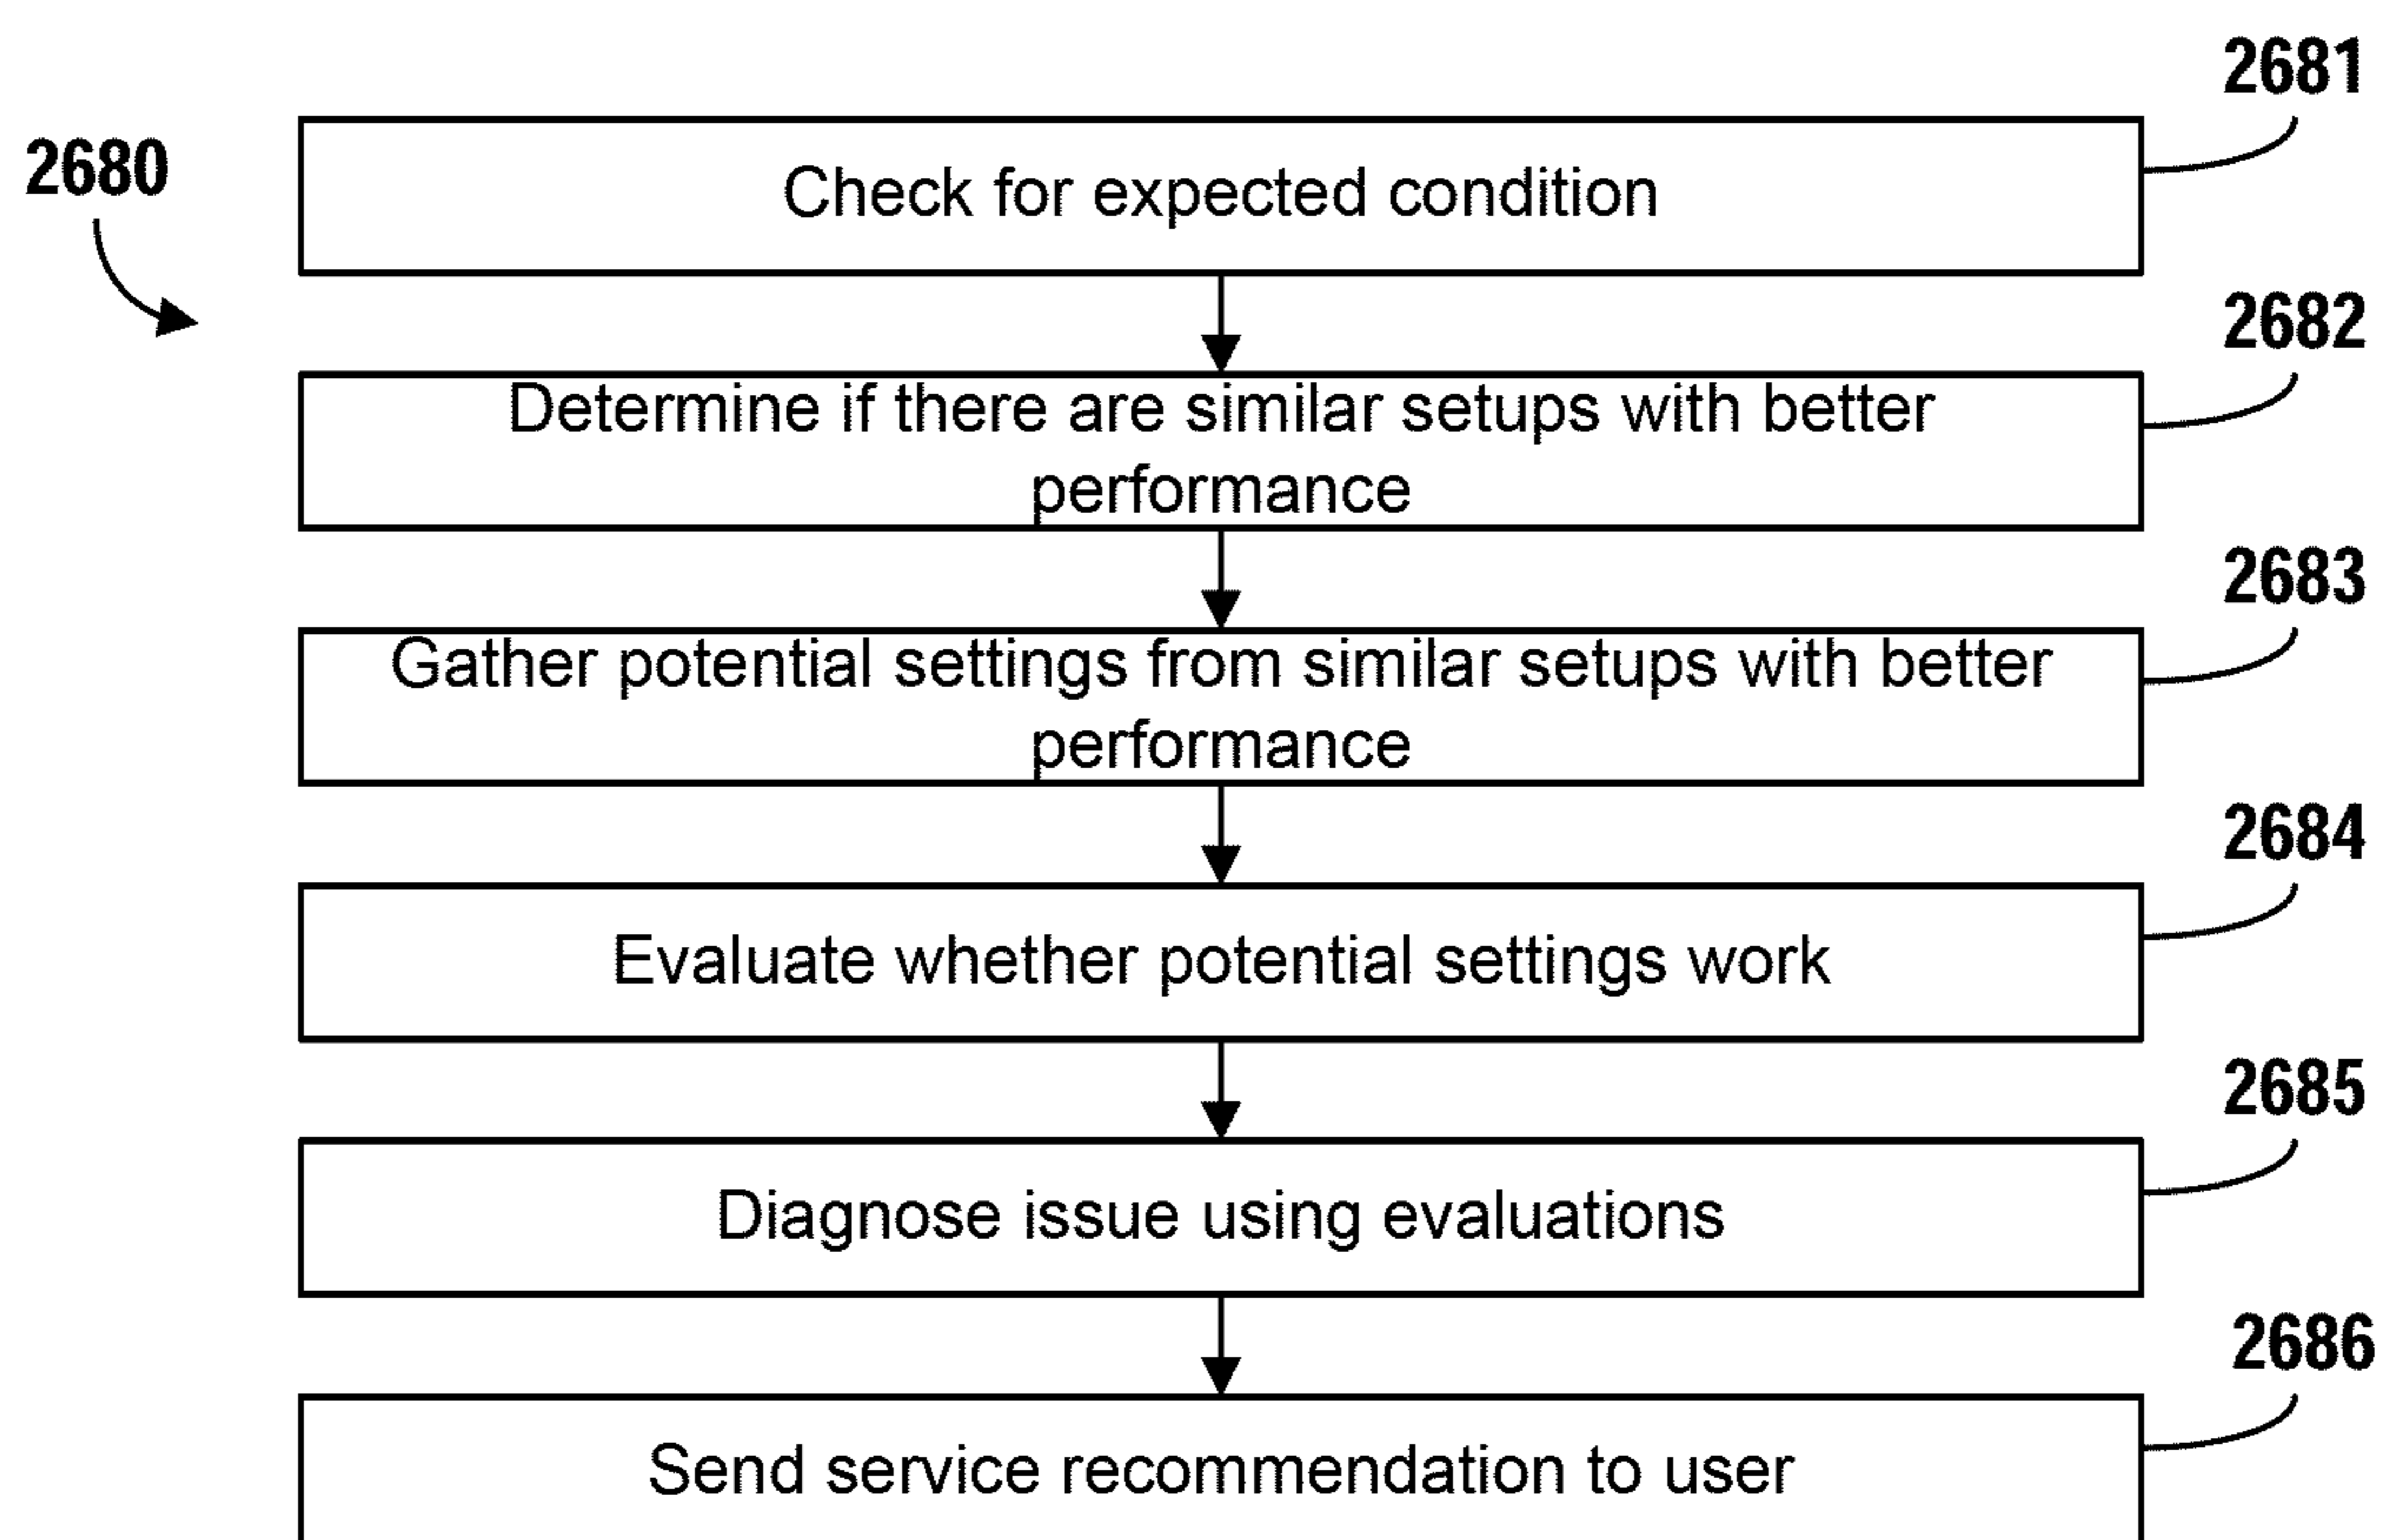 2681
2680
Check for expected condition
2682
Determine if there are similar setups with better
performance
2683
Gather potential settings from similar setups with better
performance
2684
Evaluate whether potential settings work
2685
Diagnose issue using evaluations
2686
Send service recommendation to user